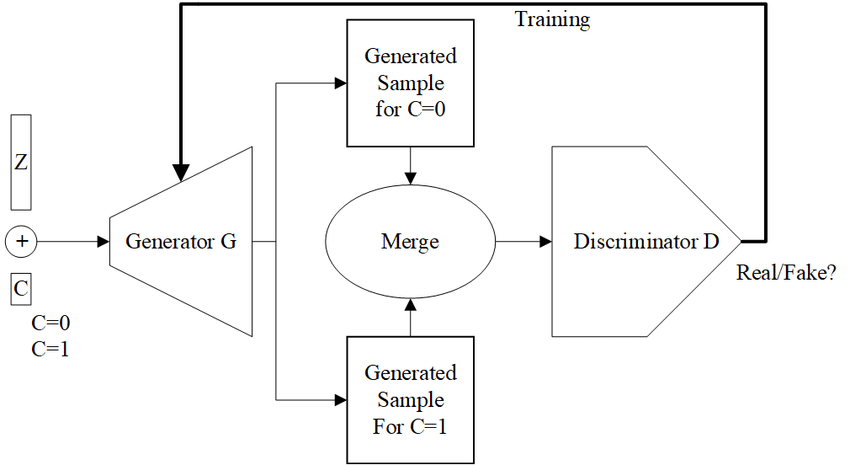 Training
Generated
Sample
for C=0
Z
+
Generator G
Merge
Discriminator D
Real/Fake?
C
C=0
C=1
Generated
Sample
For C=1